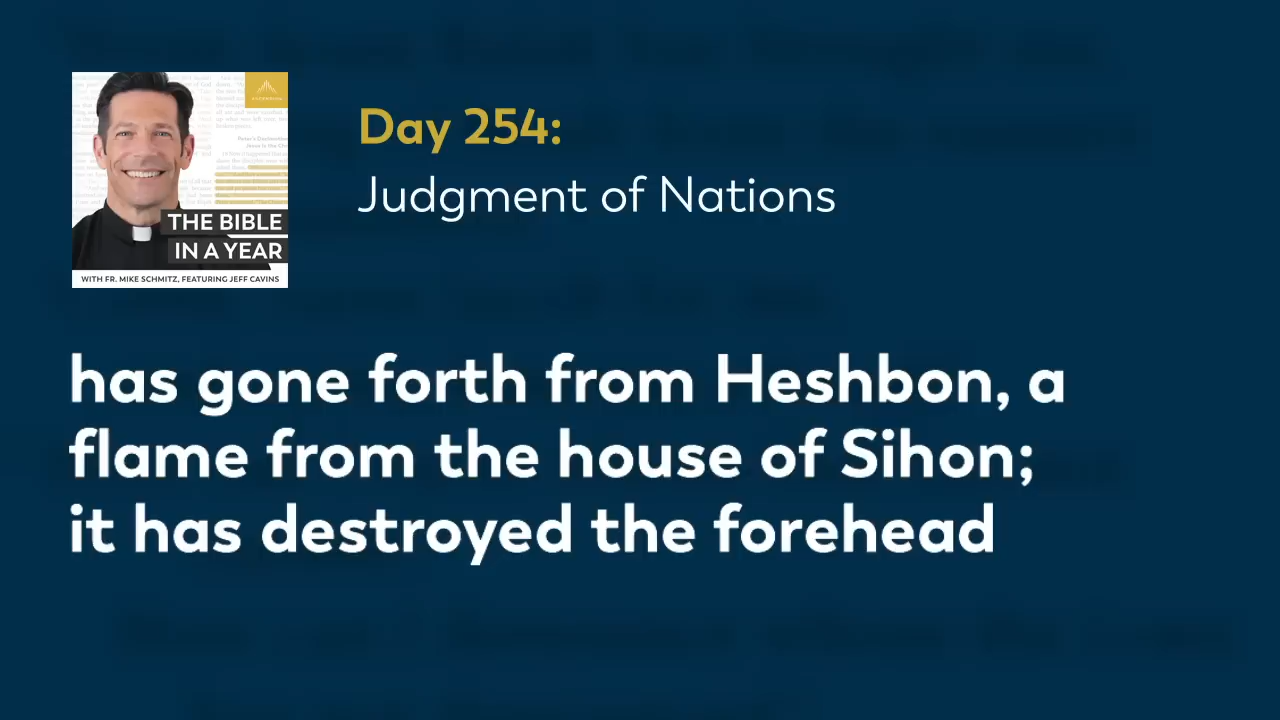 Day 254:
Judgment of Nations
THE BIBLE
IN A YEAR
WITH FR. MIKE SCHMITZ, FEATURING JEFF CAVINS
has gone forth from Heshbon, a
flame from the house of Sihon;
it has destroyed the forehead